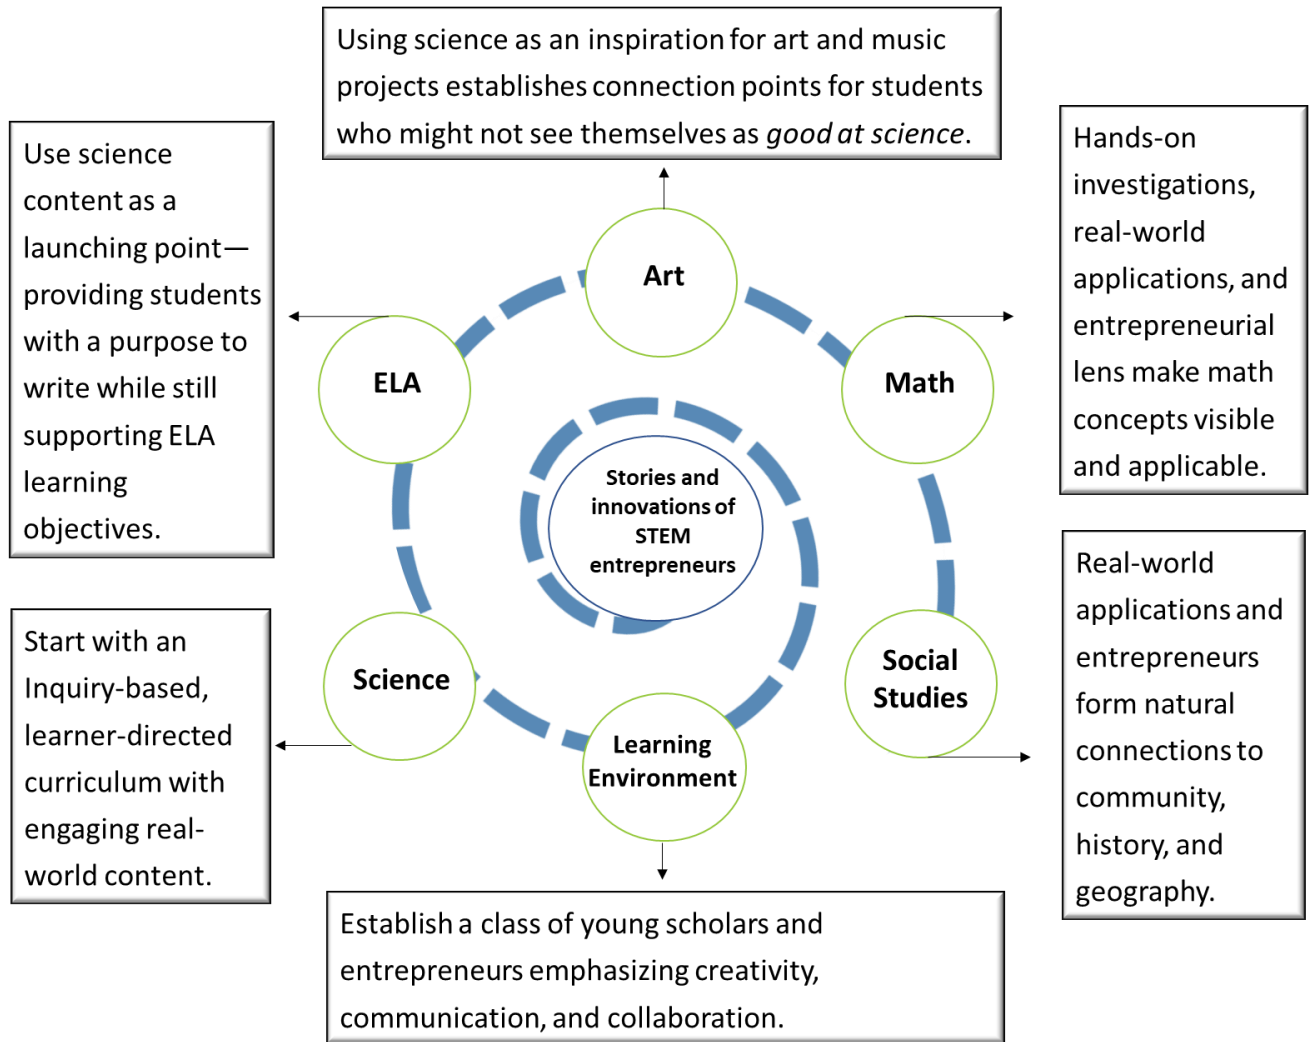 Using science as an inspiration for art and music
projects establishes connection points for students
who might not see themselves as good at science.
Use science
content as a
launching point—
providing students
with a purpose to
write while still
supporting ELA
learning
objectives.
Hands-on
investigations,
real-world
applications, and
entrepreneurial
lens make math
concepts visible
and applicable.
Art
ELA
Math
Stories and
innovations of
STEM
entrepreneurs
Science
Social
Studies
Learning
Environment
Start with an
Inquiry-based,
learner-directed
curriculum with
engaging real-
world content.
Real-world
applications and
entrepreneurs
form natural
connections to
community,
history, and
geography.
Establish a class of young scholars and
entrepreneurs emphasizing creativity,
communication, and collaboration.